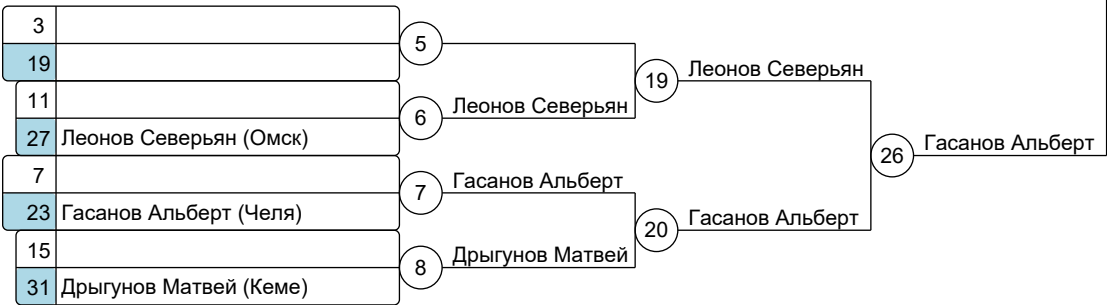 3
5
19
19
Леонов Северьян
11
6
Леонов Северьян
27 Леонов Северьян (Омск)
26
Гасанов Альберт
7
7
Гасанов Альберт
23 Гасанов Альберт (Челя)
20
Гасанов Альберт
15
8
Дрыгунов Матвей
31 Дрыгунов Матвей (Кеме)